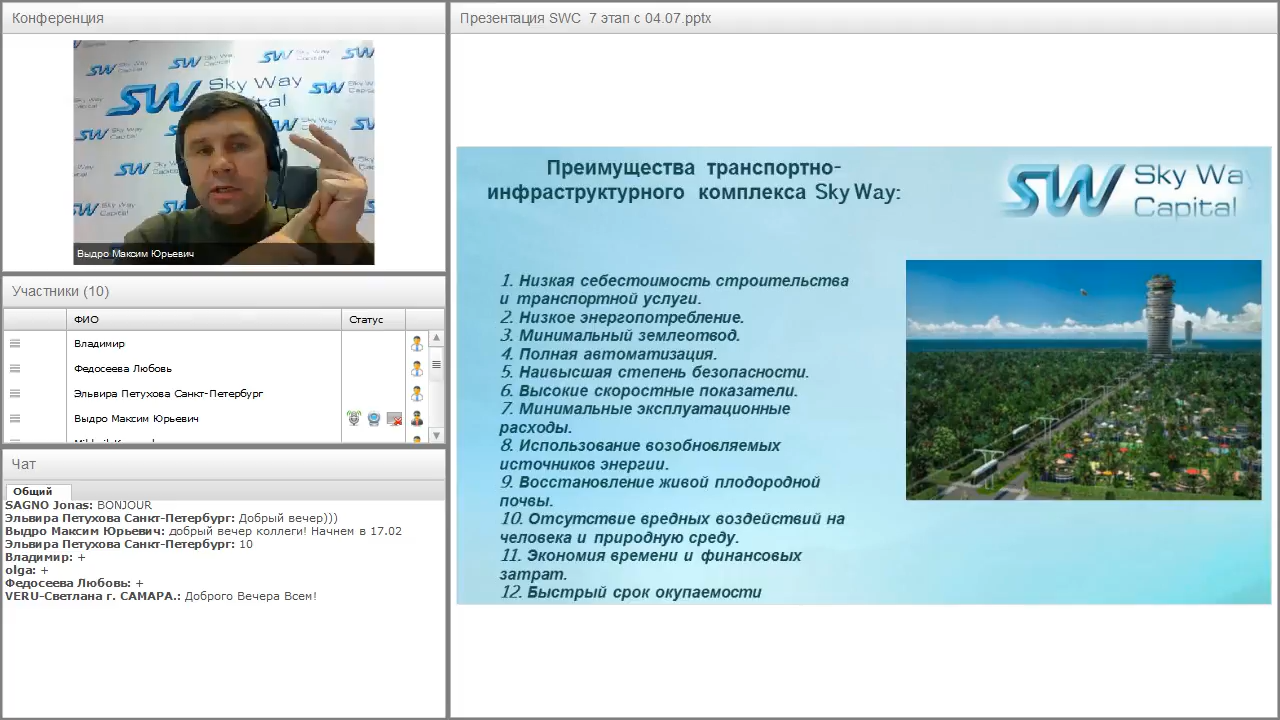 Конференция
Презентация SWC 7 этап с 04.07.pptx
SW
Sky Way
Capital
Выдро Максим Юрьевич
Участники (10)
ФИО
Статус
Владимир
Федосеева Любовь
Эльвира Петухова Санкт-Петербург
Выдро Максим Юрьевич
Чат
Общий
SAGNO Jonas: BONJOUR
Эльвира Петухова Санкт-Петербург: Добрый вечер)))
Выдро Максим Юрьевич: добрый вечер коллеги! Начнем в 17.02
Эльвира Петухова Санкт-Петербург: 10
Владимир: +
olga: +
Федосеева Любовь: +
VERU-Светлана г. САМАРА.: Доброго Вечера Всем!
Преимущества транспортно-
инфраструктурного комплекса Sky Way:
SW Sky Way
Capital
1. Низкая себестоимость строительства
и транспортной услуги.
2. Низкое энергопотребление.
3. Минимальный землеотвод.
4. Полная автоматизация.
5. Наивысшая степень безопасности.
6. Высокие скоростные показатели.
7. Минимальные эксплуатационные
расходы.
8. Использование возобновляемых
источников энергии.
9. Восстановление живой плодородной
почвы.
10. Отсутствие вредных воздействий на
человека и природную среду.
11. Экономия времени и финансовых
затрат.
12. Быстрый срок окупаемости